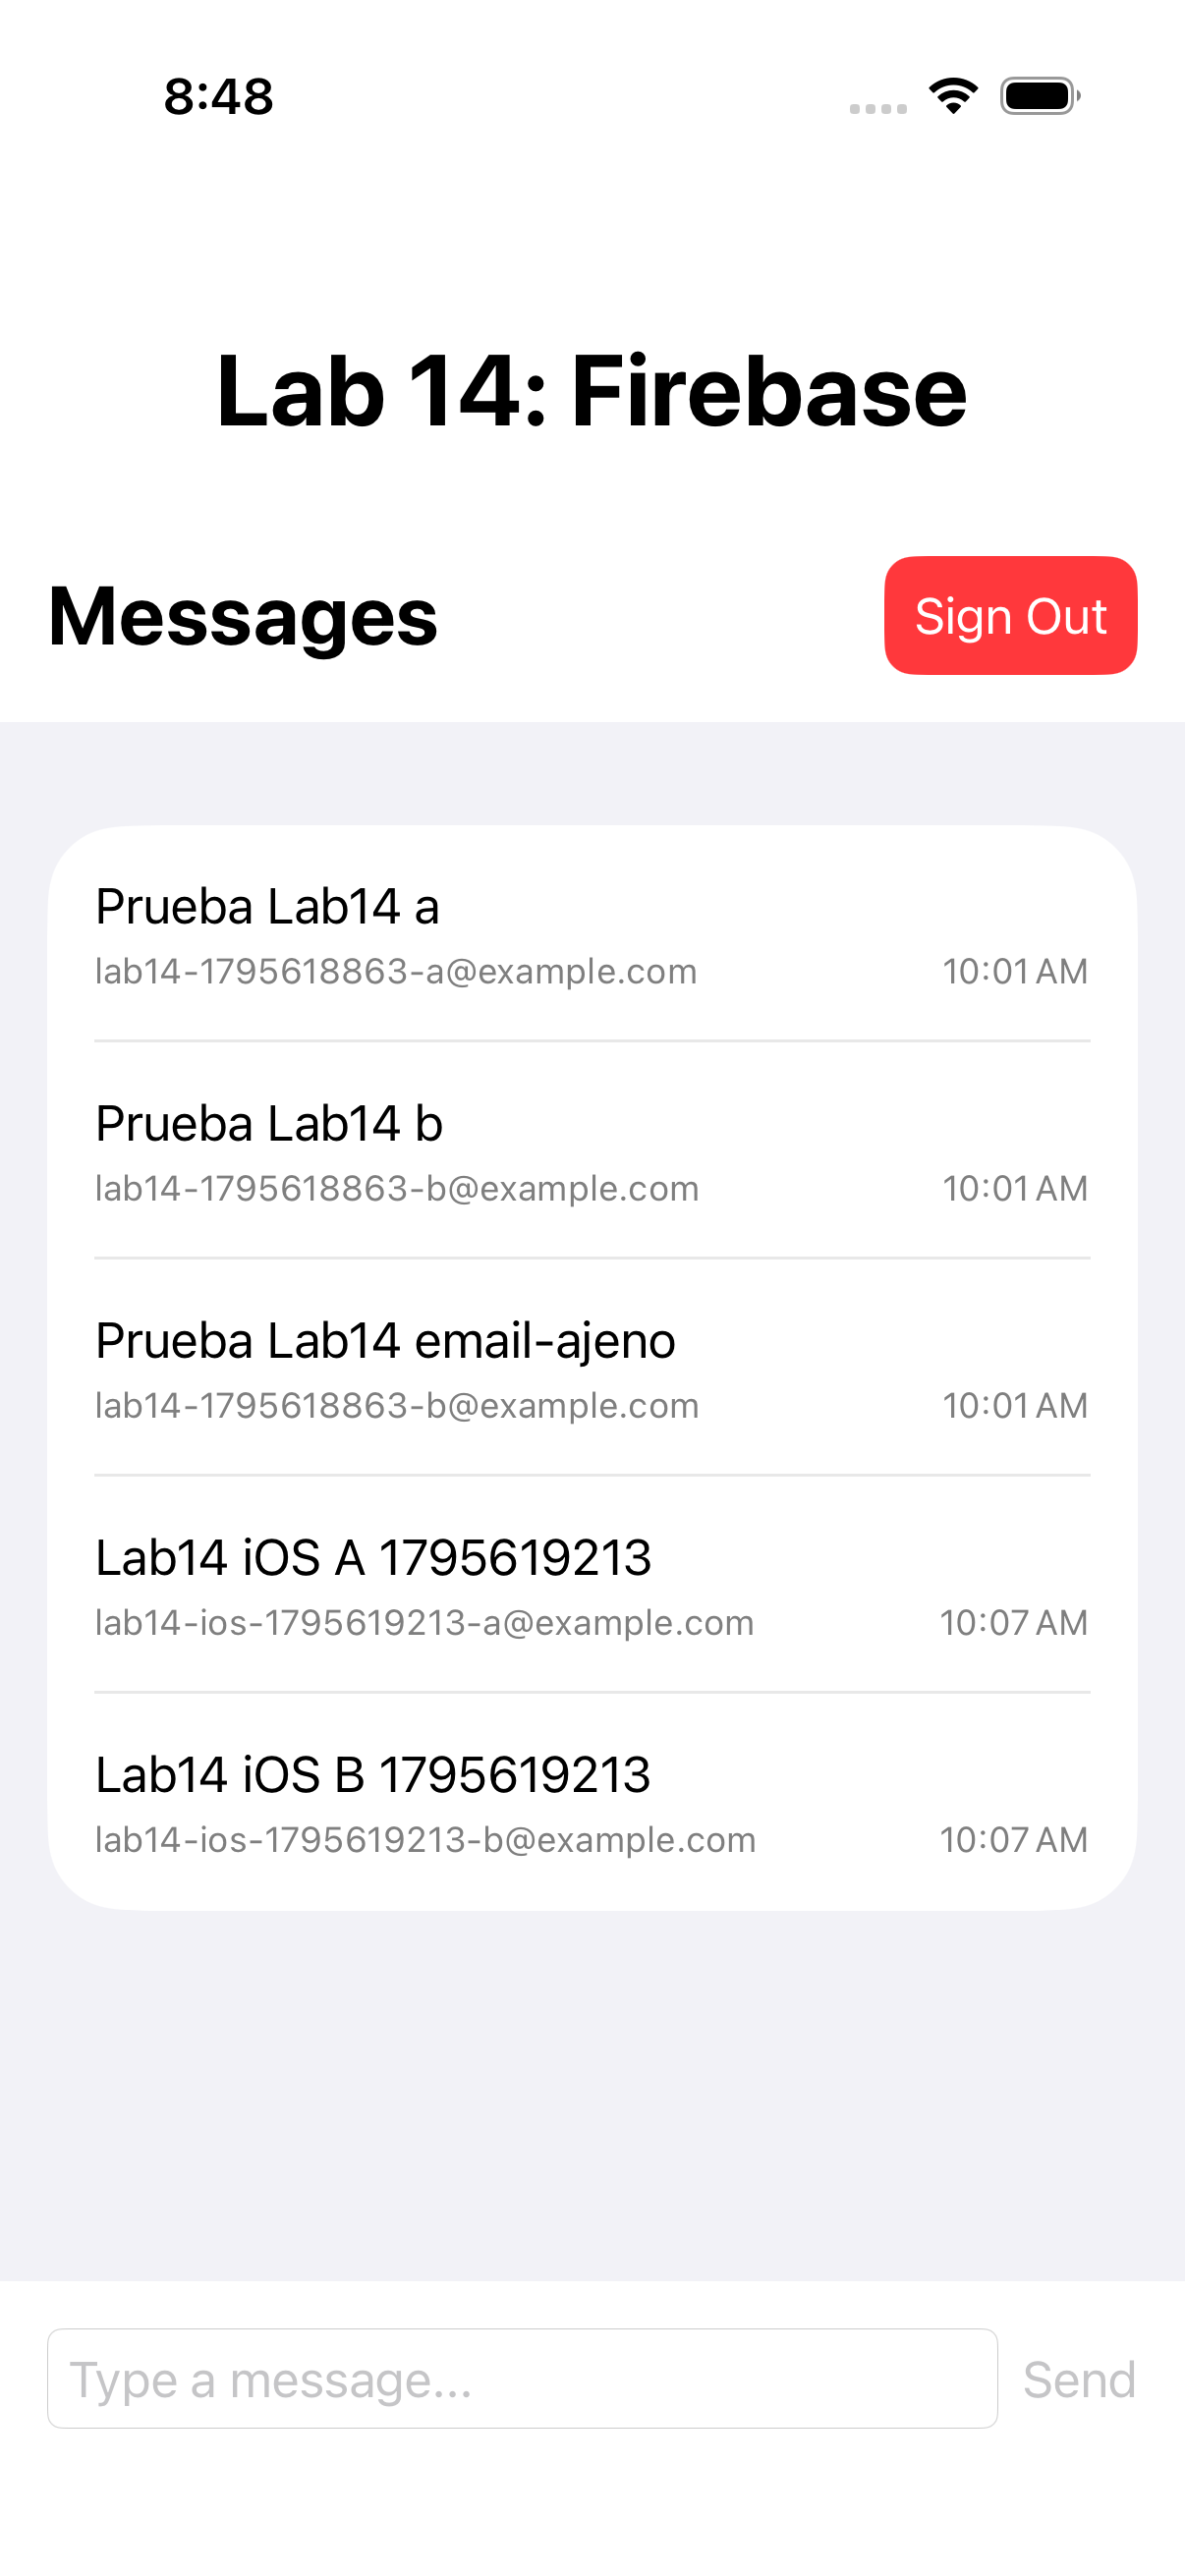 8:48
Lab 14: Firebase
Messages
Sign Out
Prueba Lab14 a
lab14-1795618863-a@example.com 10:01 AM
Prueba Lab14 b
lab14-1795618863-b@example.com 10:01 AM
Prueba Lab14 email-ajeno
lab14-1795618863-b@example.com 10:01 AM
Lab14 iOS A 1795619213
lab14-ios-1795619213-a@example.com 10:07 AM
Lab14 iOS B 1795619213
lab14-ios-1795619213-b@example.com 10:07 AM
Type a message...
Send